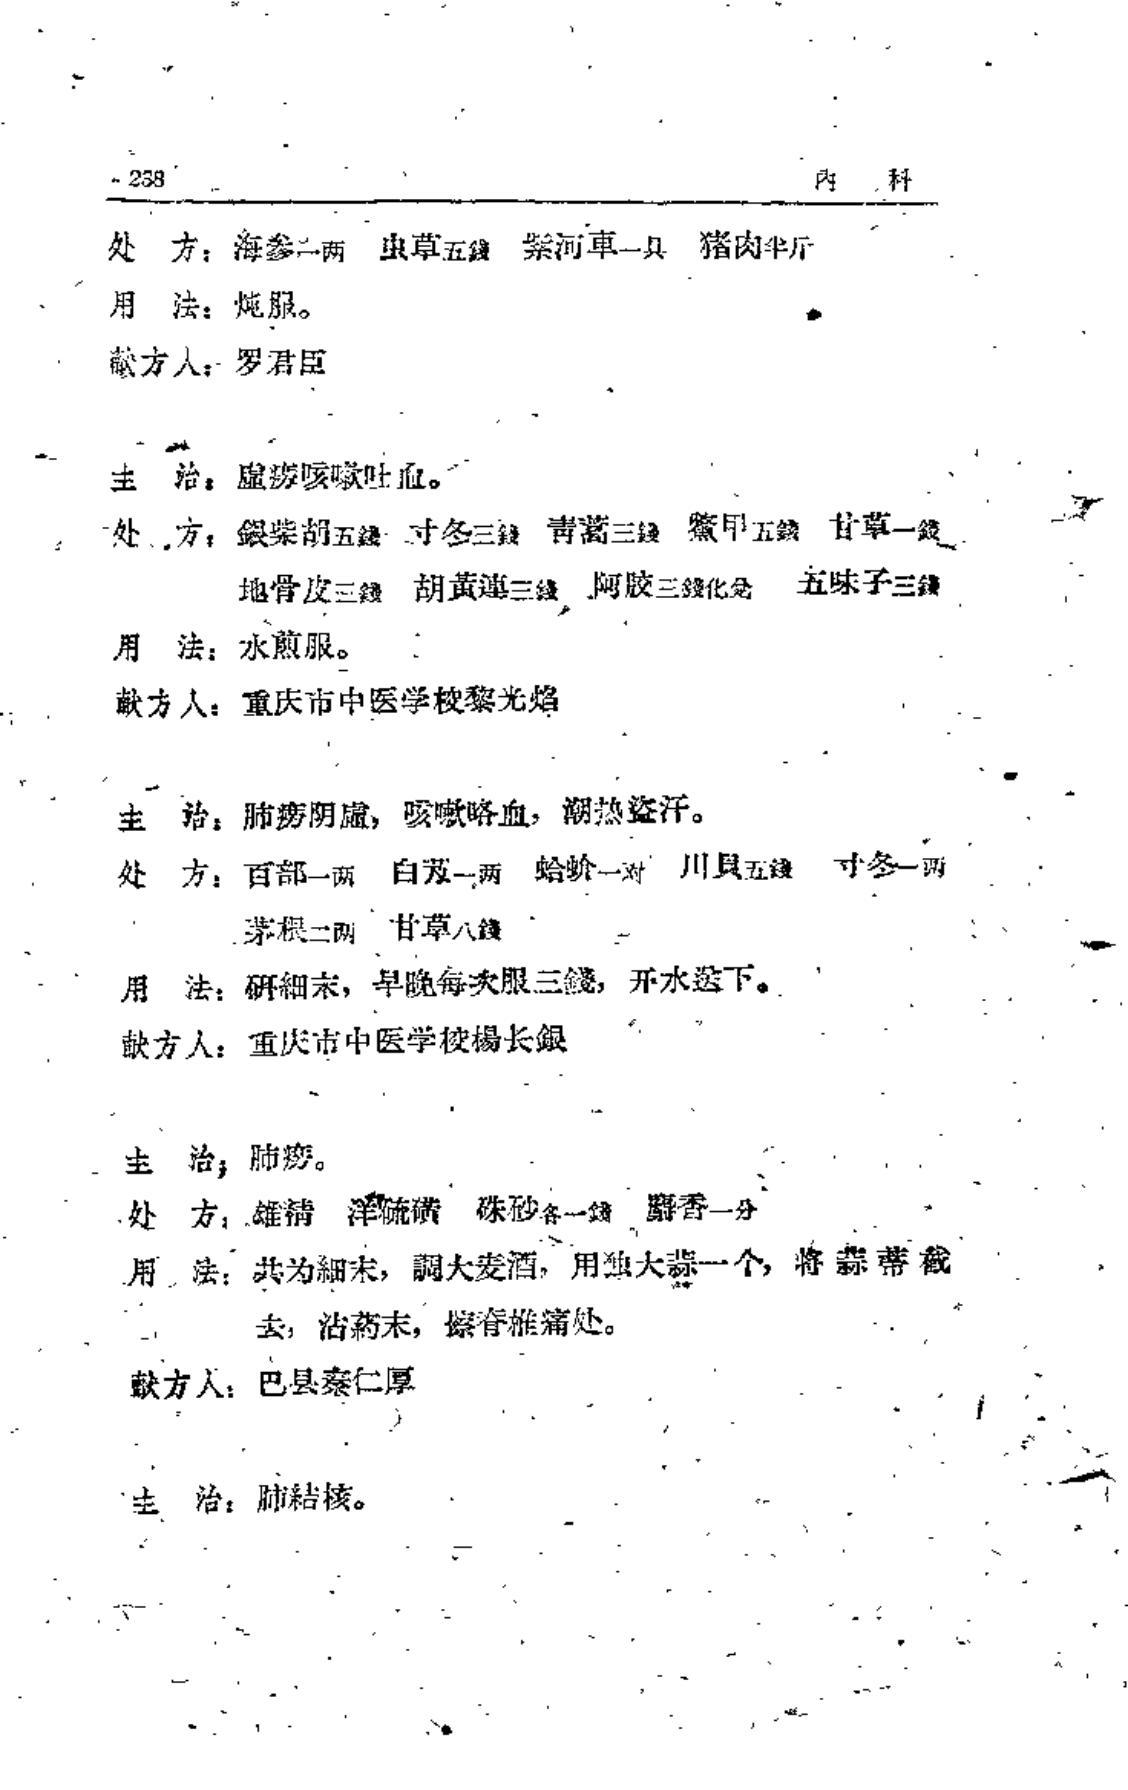 268 内 科
处 方：海参二两 虫草五錢 紫河車一具 猪肉半斤
用 法：炖服。
献方人：罗君臣
主 治：虛痨咳嗽吐血。
处 方：銀柴胡五錢 寸冬三錢 青蒿三錢 鱉甲五錢 甘草一錢
地骨皮三錢 胡黃連三錢 阿胶三錢化兌 五味子三錢
用 法：水煎服。
献方人：重庆市中医学校黎光焰
主 治：肺痨阴虛，咳嗽咯血，潮热盜汗。
处 方：百部一两 白芨一两 蛤蚧一对 川貝五錢 寸冬一两
茅根二两 甘草八錢
用 法：研細末，早晚每次服三錢，开水送下。
献方人：重庆市中医学校楊长銀
主 治；肺痨。
处 方：雄精 洋硫磺 硃砂各一錢 麝香一分
用 法：共为細末，調大麦酒，用独大蒜一个，将蒜蒂截
去，沾葯末，擦脊椎痛处。
献方人：巴县秦仁厚
主 治：肺結核。